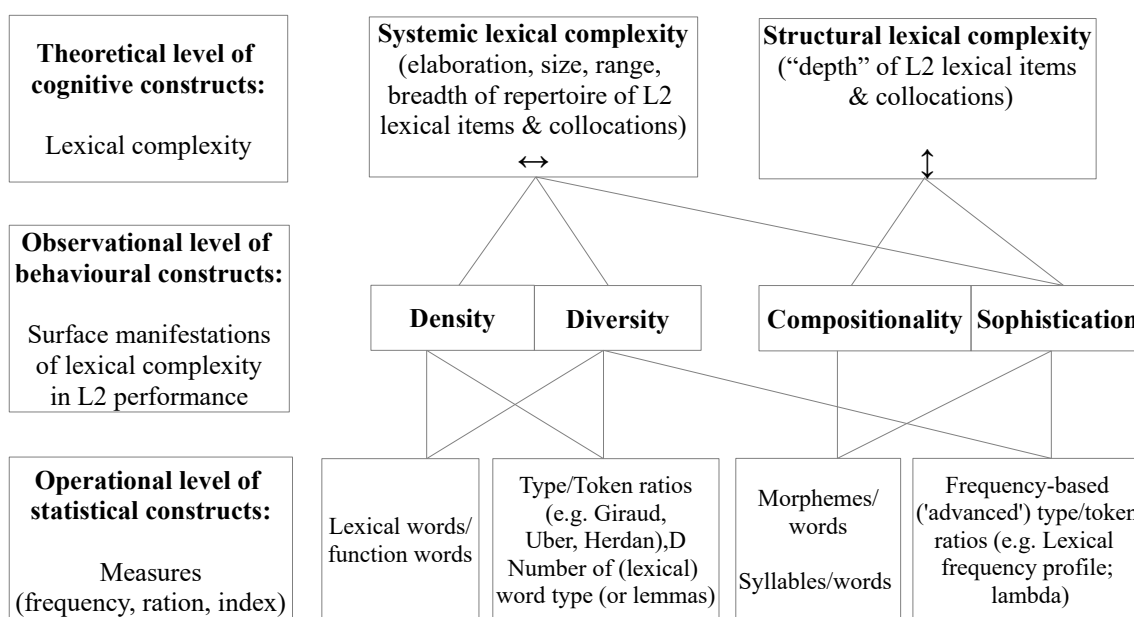 Theoretical level of
cognitive constructs:
Lexical complexity
Systemic lexical complexity
(elaboration, size, range,
breadth of repertoire of L2
lexical items & collocations)
↔
Structural lexical complexity
(“depth” of L2 lexical items
& collocations)
↕
Observational level of
behavioural constructs:
Surface manifestations
of lexical complexity
in L2 performance
Density
Diversity
Compositionality
Sophistication
Operational level of
statistical constructs:
Measures
(frequency, ration, index)
Lexical words/
function words
Type/Token ratios
(e.g. Giraud,
Uber, Herdan),D
Number of (lexical)
word type (or lemmas)
Morphemes/
words
Syllables/words
Frequency-based
('advanced') type/token
ratios (e.g. Lexical
frequency profile;
lambda)